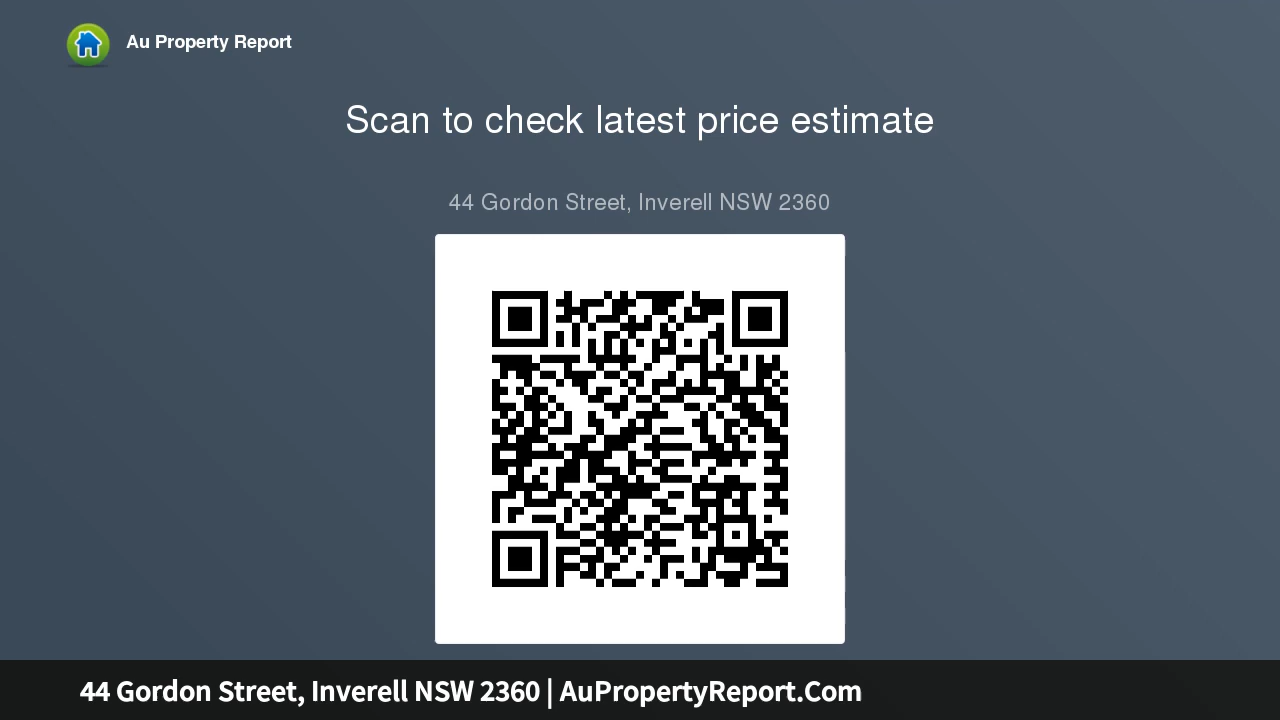 Au Property Report
Scan to check latest price estimate
44 Gordon Street, Inverell NSW 2360
44 Gordon Street, Inverell NSW 2360 | AuPropertyReport.Com